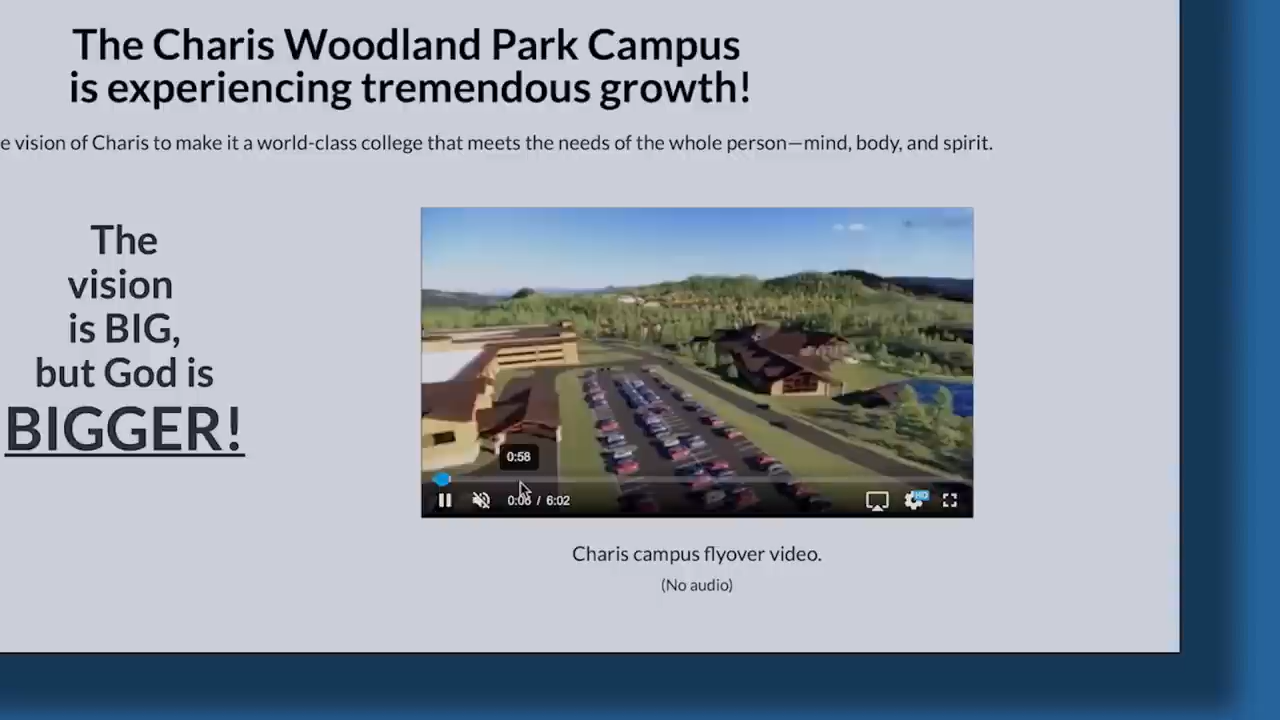 The Charis Woodland Park Campus
is experiencing tremendous growth!
e vision of Charis to make it a world-class college that meets the needs of the whole person—mind, body, and spirit.
The
vision
is BIG,
but God is
BIGGER!
0:58
0:06 / 6:02
HD
Charis campus flyover video.
(No audio)